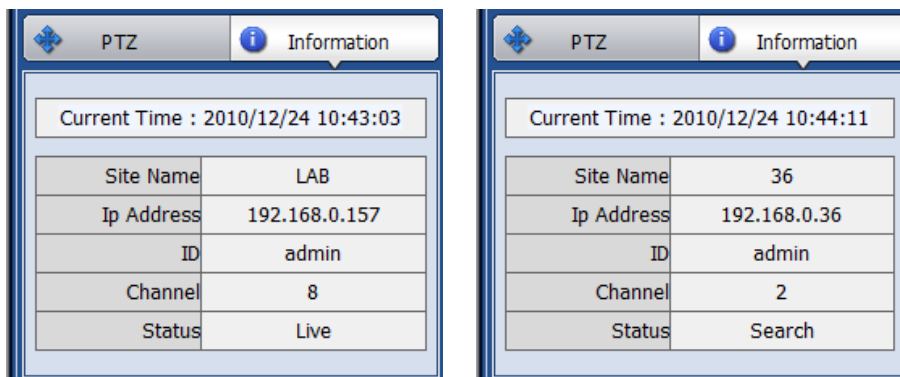 PTZ Information
Current Time : 2010/12/24 10:43:03
Site Name LAB
Ip Address 192.168.0.157
ID admin
Channel 8
Status Live
PTZ Information
Current Time : 2010/12/24 10:44:11
Site Name 36
Ip Address 192.168.0.36
ID admin
Channel 2
Status Search